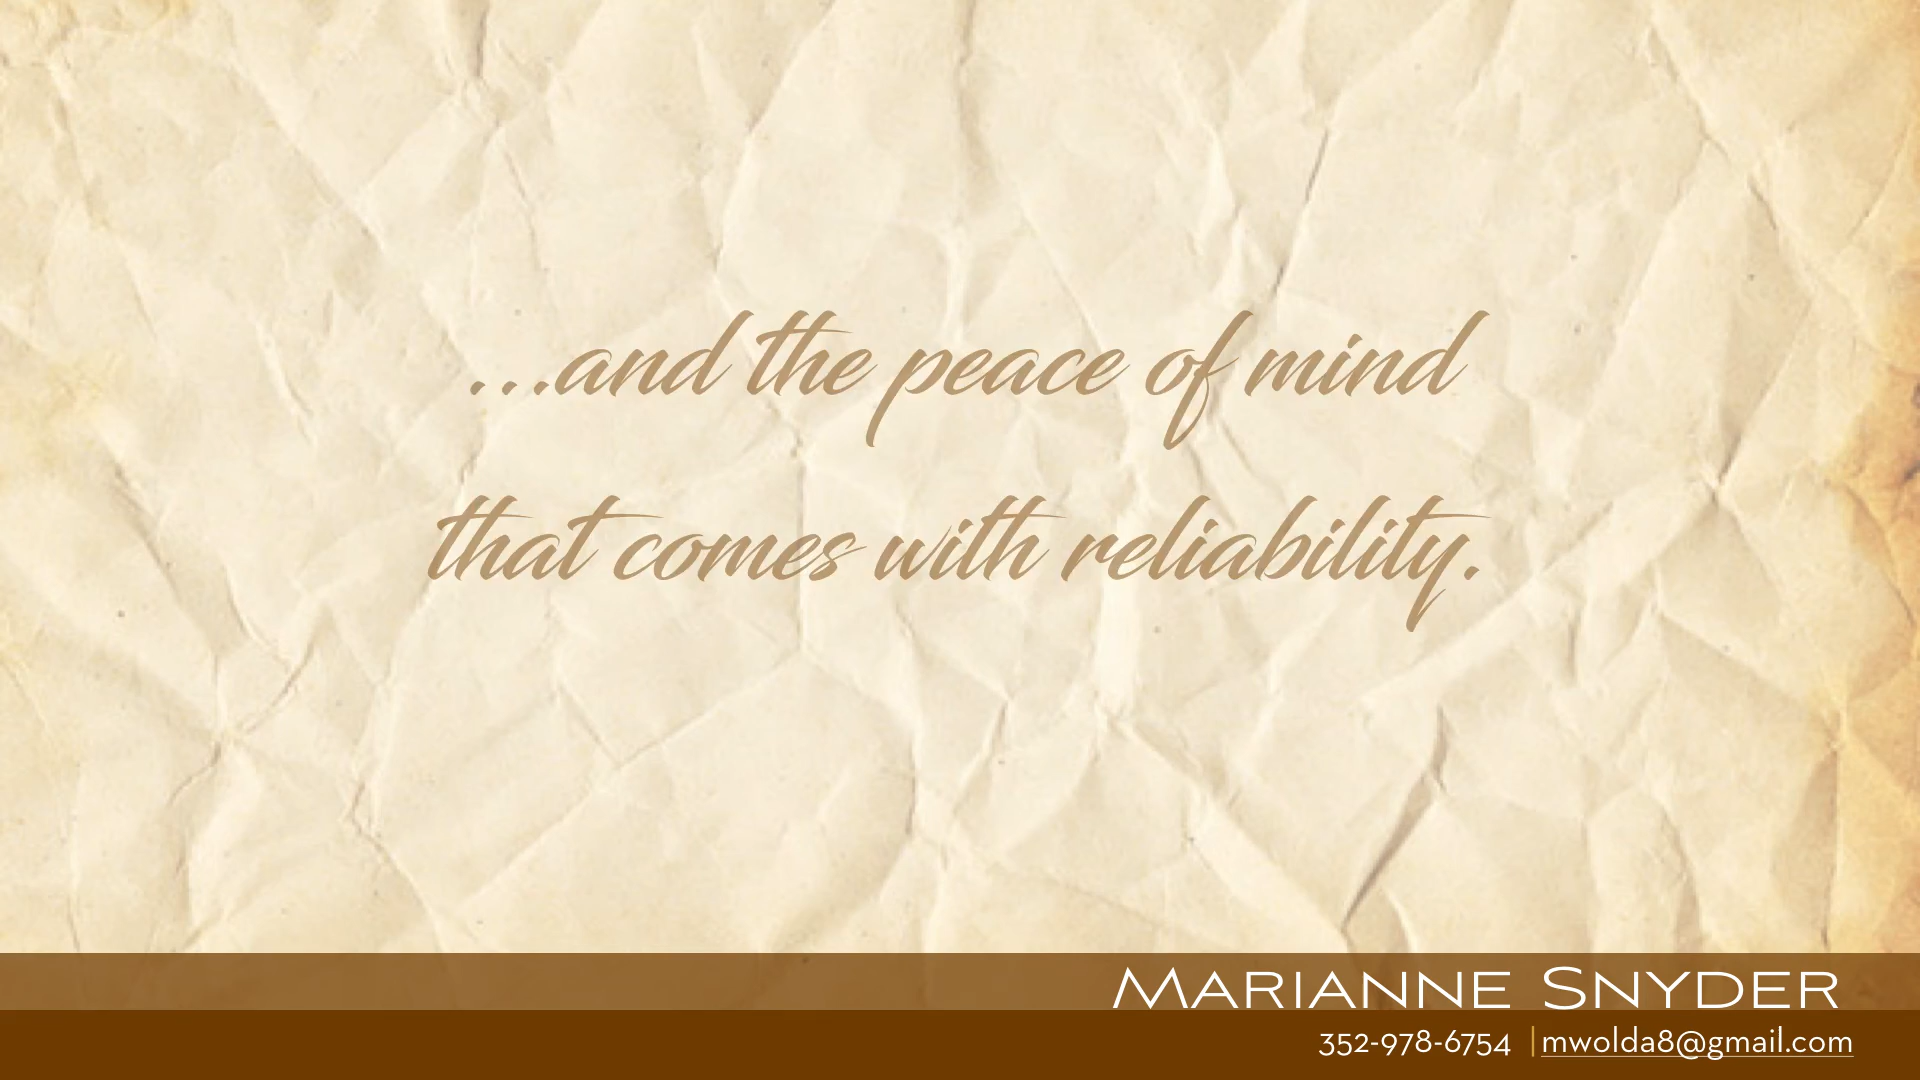 ...and the peace of mind
that comes with reliability.
MARIANNE SNYDER
352-978-6754 | mwolda8@gmail.com